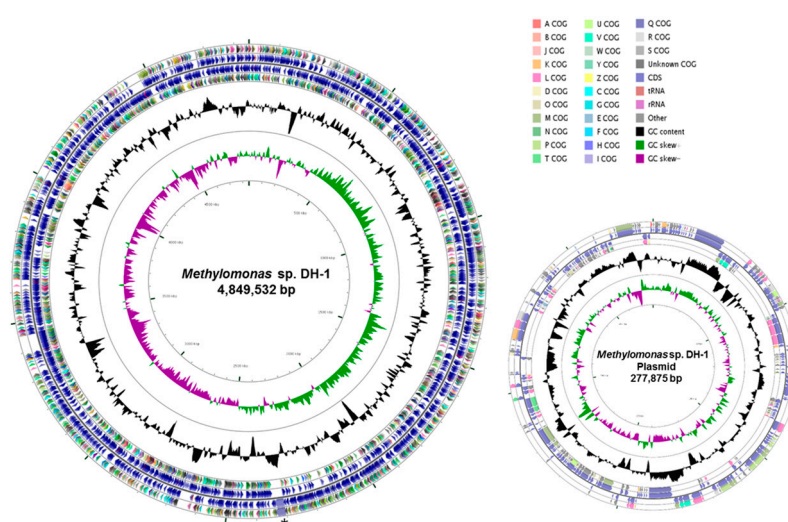 A COG
B COG
J COG
K COG
L COG
D COG
O COG
M COG
N COG
P COG
T COG
U COG
V COG
W COG
Y COG
Z COG
C COG
G COG
E COG
F COG
H COG
I COG
Q COG
R COG
S COG
Unknown COG
CDS
tRNA
rRNA
Other
GC content
GC skew+
GC skew-
Methylomonas sp. DH-1
4,849,532 bp
Methylomonas sp. DH-1
Plasmid
277,875 bp